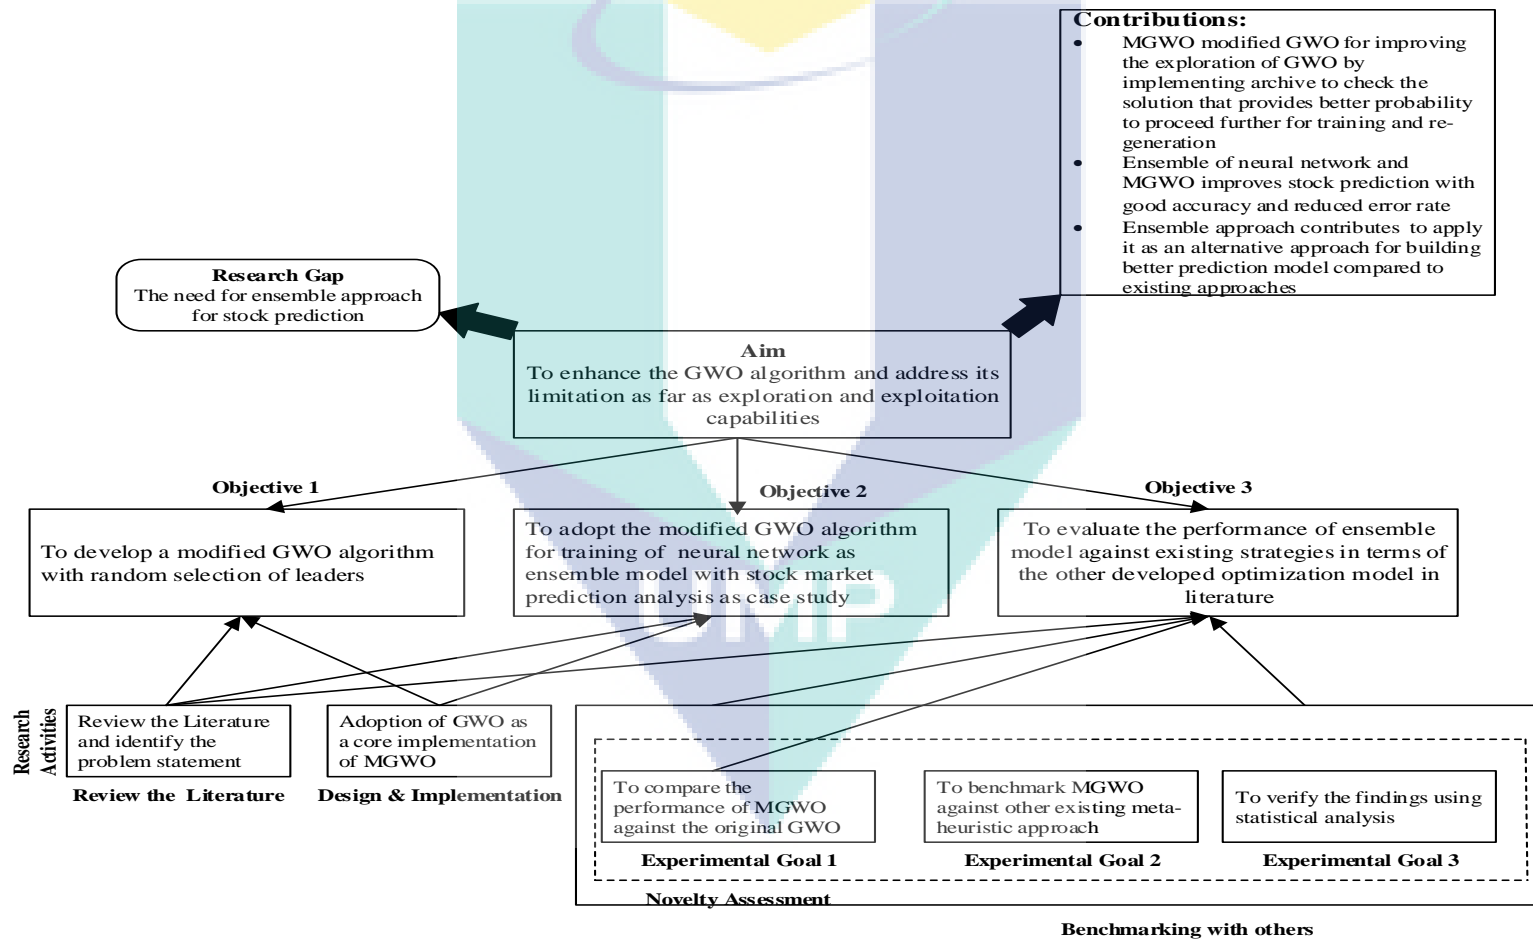 Contributions:
• MGWO modified GWO for improving
the exploration of GWO by
implementing archive to check the
solution that provides better probability
to proceed further for training and re-
generation
• Ensemble of neural network and
MGWO improves stock prediction with
good accuracy and reduced error rate
• Ensemble approach contributes to apply
it as an alternative approach for building
better prediction model compared to
existing approaches
Research Gap
The need for ensemble approach
for stock prediction
Aim
To enhance the GWO algorithm and address its
limitation as far as exploration and exploitation
capabilities
Objective 1
To develop a modified GWO algorithm
with random selection of leaders
Objective 2
To adopt the modified GWO algorithm
for training of neural network as
ensemble model with stock market
prediction analysis as case study
Objective 3
To evaluate the performance of ensemble
model against existing strategies in terms of
the other developed optimization model in
literature
UMP
Research
Activities
Review the Literature
and identify the
problem statement
Review the Literature
Adoption of GWO as
a core implementation
of MGWO
Design & Implementation
To compare the
performance of MGWO
against the original GWO
Experimental Goal 1
To benchmark MGWO
against other existing meta-
heuristic approach
Experimental Goal 2
To verify the findings using
statistical analysis
Experimental Goal 3
Novelty Assessment
Benchmarking with others